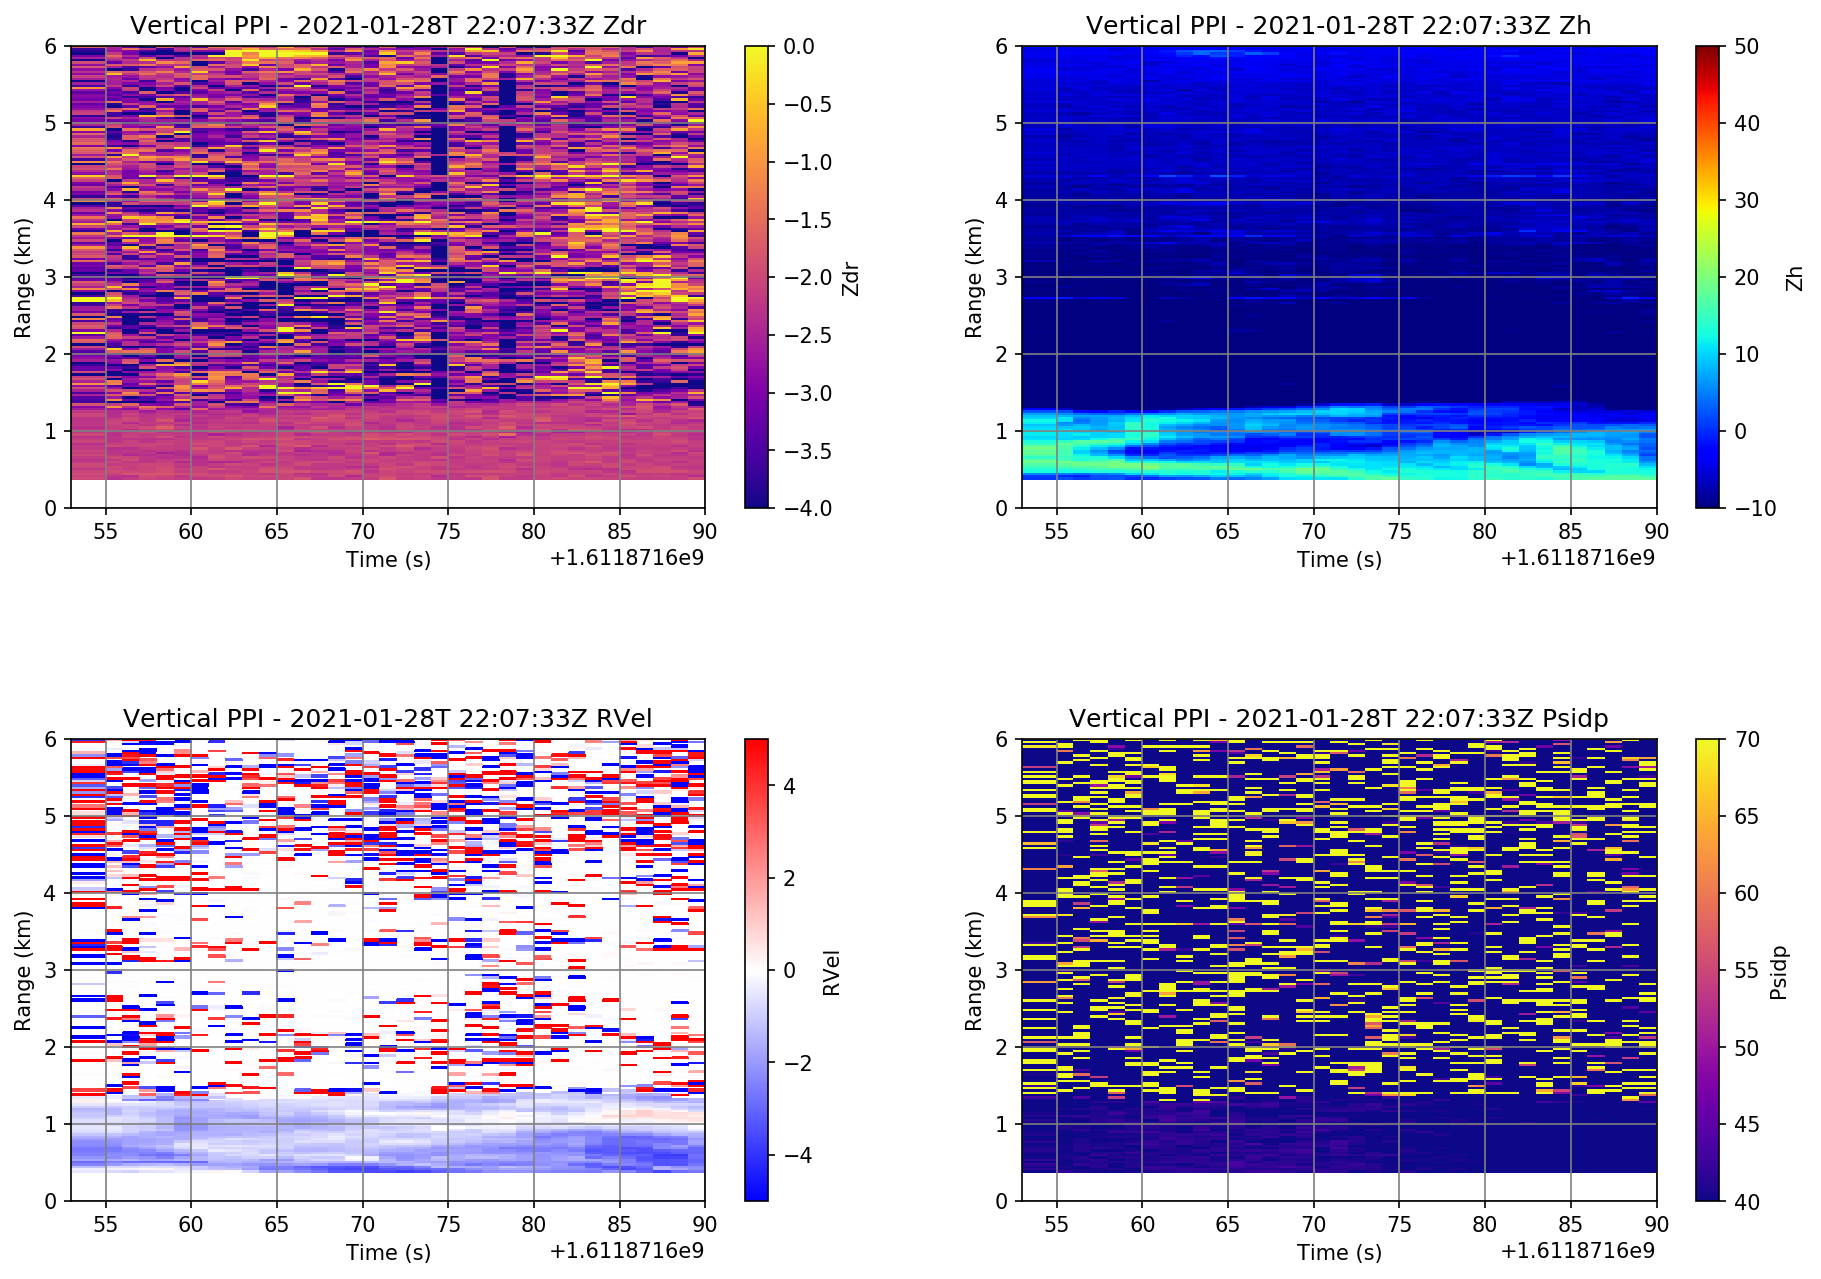 Vertical PPI - 2021-01-28T 22:07:33Z Zdr
6
5
4
3
2
1
0
Range (km)
55 60 65 70 75 80 85 90
Time (s)
+1.6118716e9
0.0
−0.5
−1.0
−1.5
−2.0
−2.5
−3.0
−3.5
−4.0
Zdr
Vertical PPI - 2021-01-28T 22:07:33Z Zh
6
5
4
3
2
1
0
Range (km)
55 60 65 70 75 80 85 90
Time (s)
+1.6118716e9
50
40
30
20
10
0
−10
Zh
Vertical PPI - 2021-01-28T 22:07:33Z RVel
6
5
4
3
2
1
0
Range (km)
55 60 65 70 75 80 85 90
Time (s)
+1.6118716e9
4
2
0
−2
−4
RVel
Vertical PPI - 2021-01-28T 22:07:33Z Psidp
6
5
4
3
2
1
0
Range (km)
55 60 65 70 75 80 85 90
Time (s)
+1.6118716e9
70
65
60
55
50
45
40
Psidp